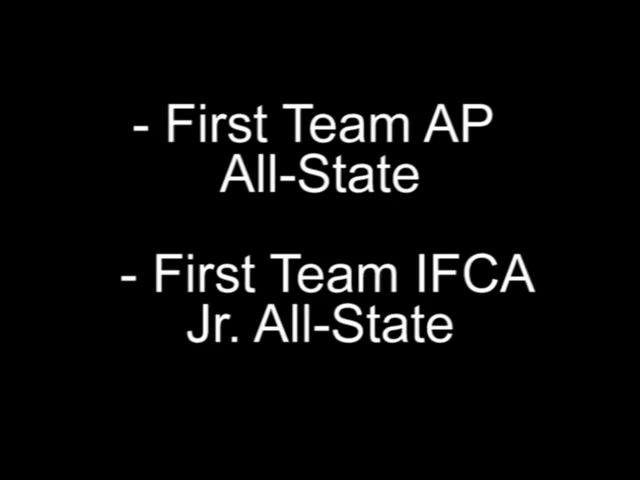 - First Team AP
All-State
- First Team IFCA
Jr. All-State